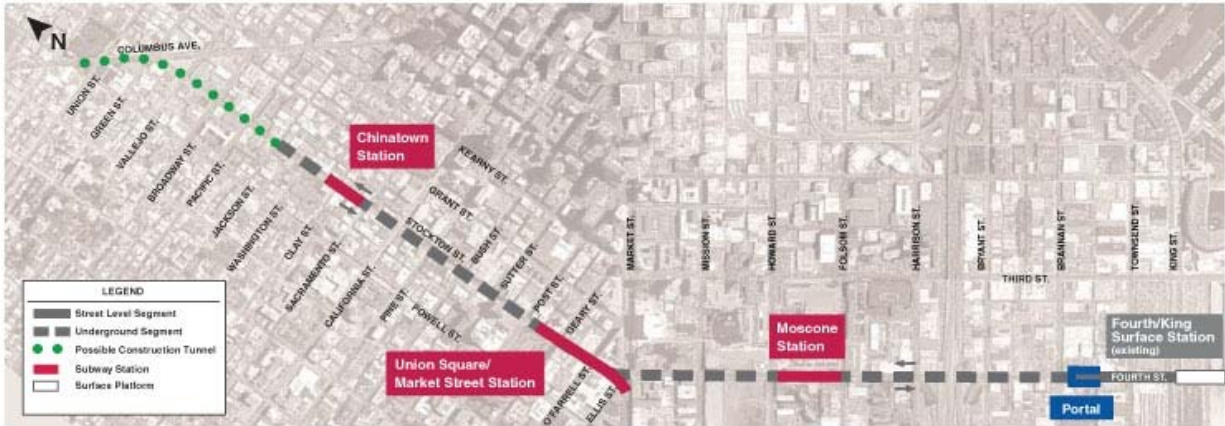 N
COLUMBUS AVE.
UNION ST.
GREEN ST.
VALLEJO ST.
BROADWAY ST.
PACIFIC ST.
JACKSON ST.
WASHINGTON ST.
CLAY ST.
SACRAMENTO ST.
CALIFORNIA ST.
PINE ST.
POWELL ST.
Chinatown
Station
KEARNY ST.
GRANT ST.
STOCKTON ST.
BUSH ST.
SUTTER ST.
POST ST.
GEARY ST.
O'FARRELL ST.
ELLIS ST.
Union Square/
Market Street Station
MARKET ST.
MISSION ST.
HOWARD ST.
FOLSOM ST.
HARRISON ST.
BRYANT ST.
BRANNAN ST.
TOWNSEND ST.
KING ST.
THIRD ST.
Moscone
Station
Fourth/King
Surface Station
(existing)
FOURTH ST.
Portal
LEGEND
Street Level Segment
Underground Segment
Possible Construction Tunnel
Subway Station
Surface Platform